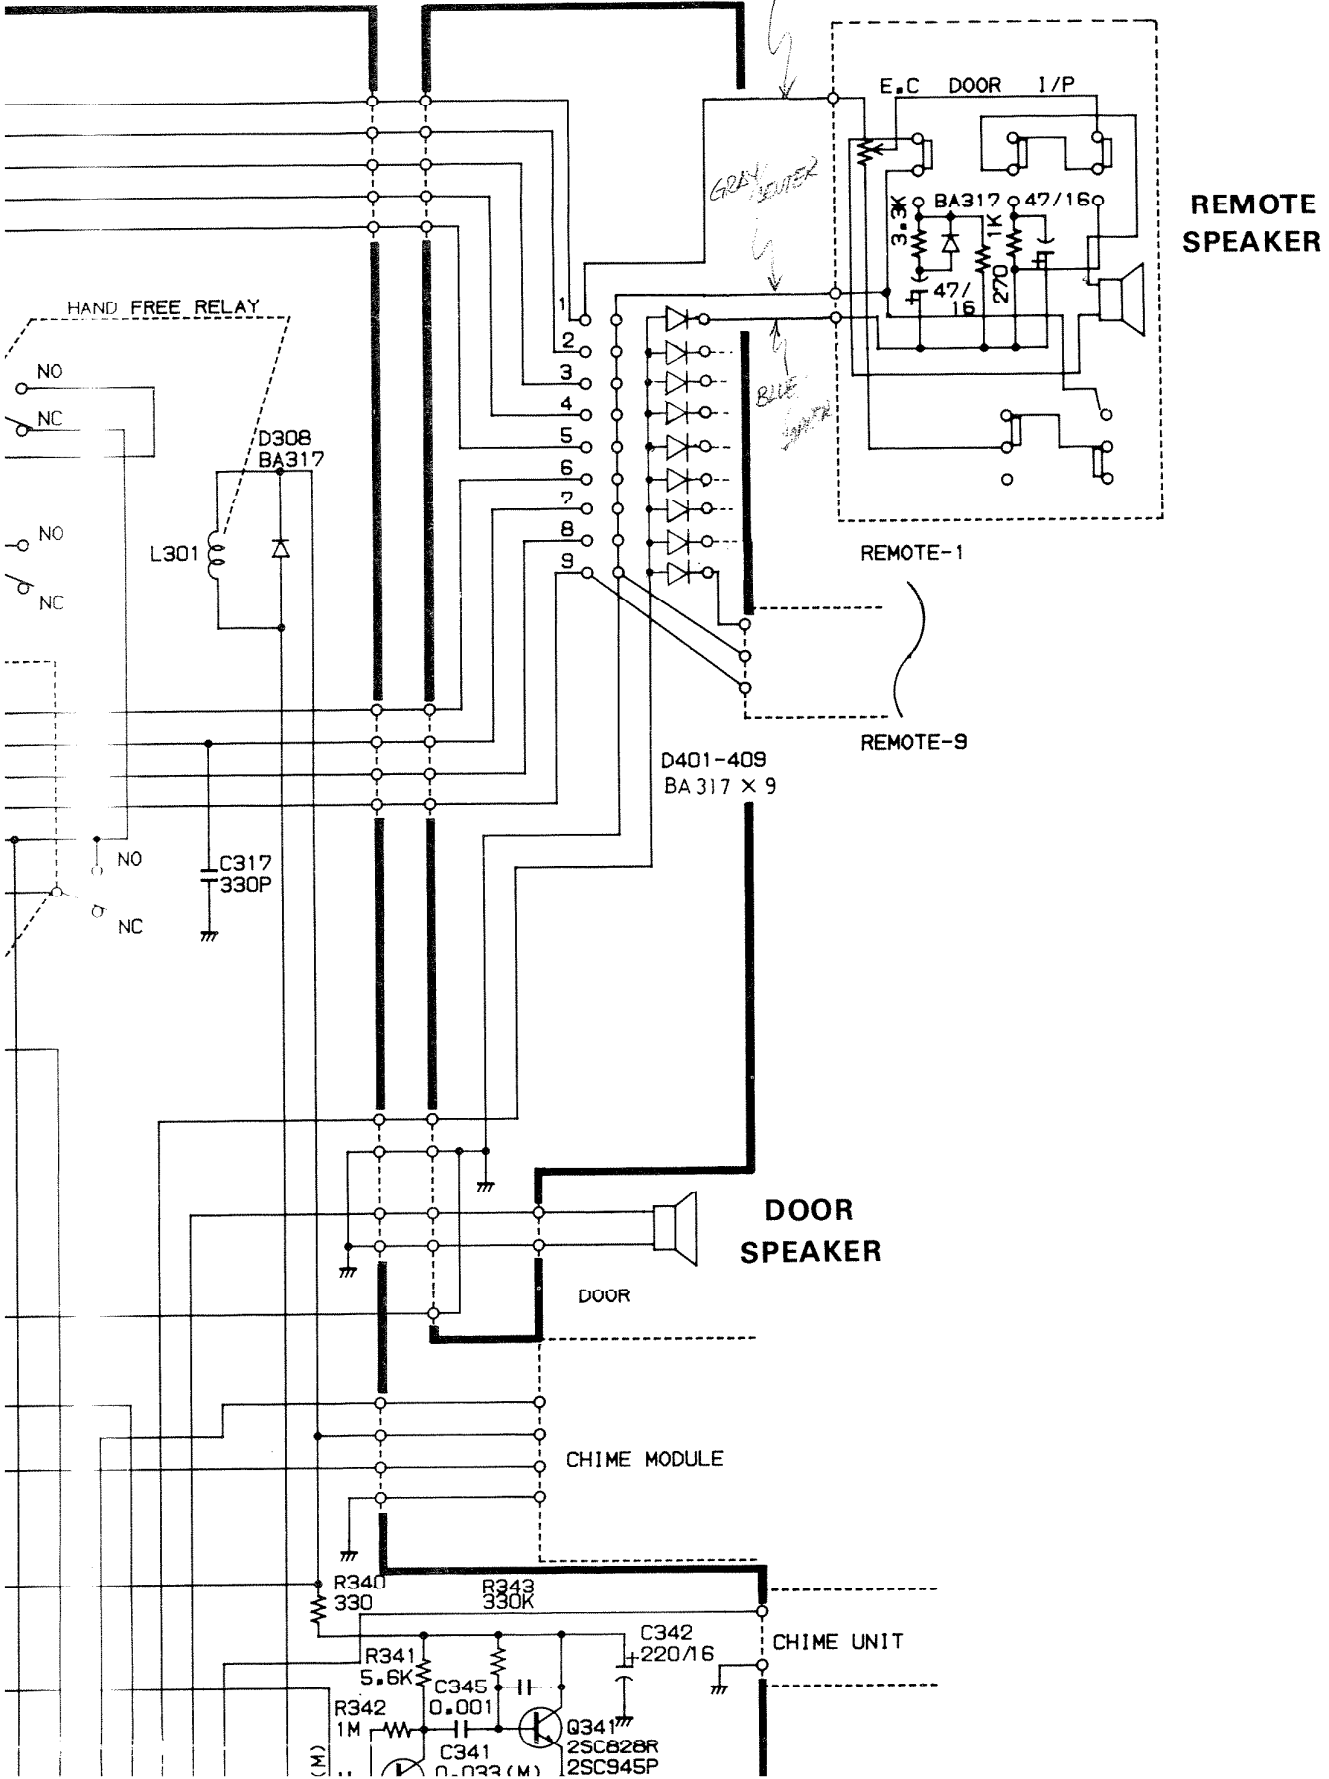 E.C DOOR I/P
GRAY
REMOTE
SPEAKER
3.3K
BA317
1K
47/16
270
47/
16
HAND FREE RELAY
1
2
3
4
5
6
7
8
9
NO
NC
BLUE
D308
BA317
L301
NO
NC
REMOTE-1
REMOTE-9
D401-409
BA317 × 9
NO
NC
C317
330P
DOOR
SPEAKER
DOOR
CHIME MODULE
R340
330
R343
330K
CHIME UNIT
C342
+220/16
R341
5.6K
C345
0.001
R342
1M
C341
0.033(M)
(M)
Q341
2SC828R
2SC945P